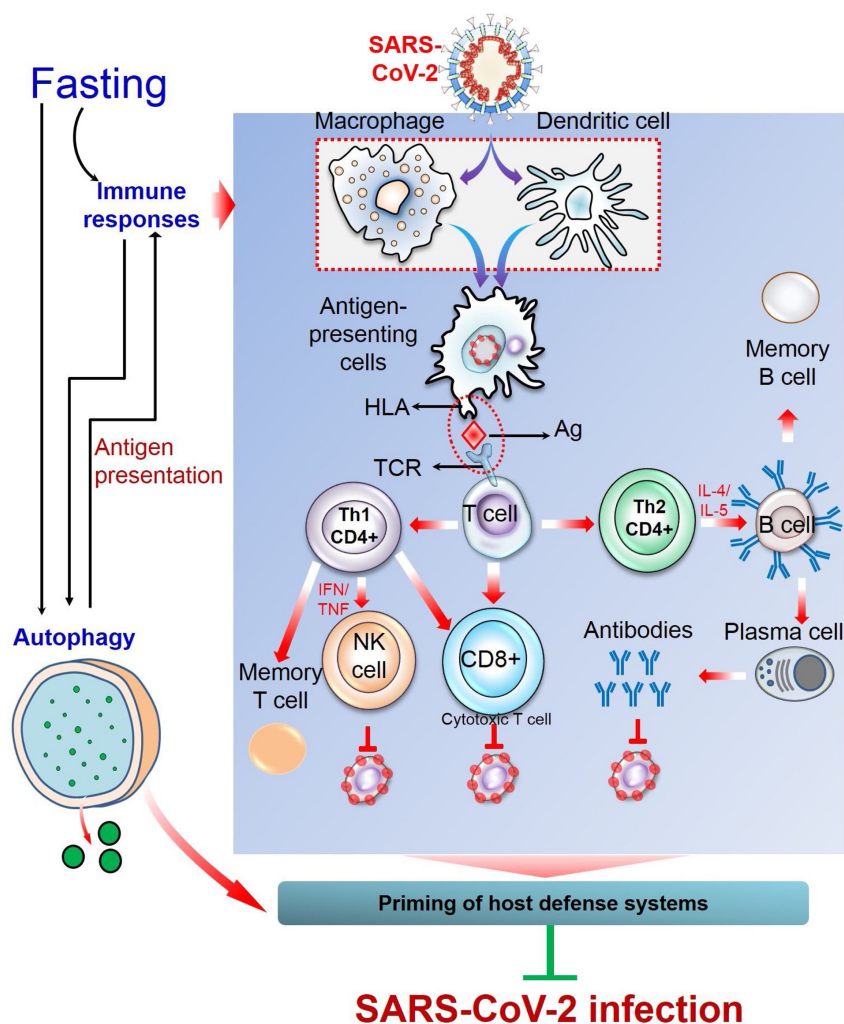 SARS-
CoV-2
Fasting
Macrophage
Dendritic cell
Immune
responses
Antigen-
presenting
cells
Memory
B cell
HLA
Ag
Antigen
presentation
TCR
T cell
Th1
CD4+
Th2
CD4+
IL-4/
IL-5
B cell
IFN/
TNF
Autophagy
NK
cell
CD8+
Cytotoxic T cell
Memory
T cell
Antibodies
Plasma cell
Priming of host defense systems
SARS-CoV-2 infection